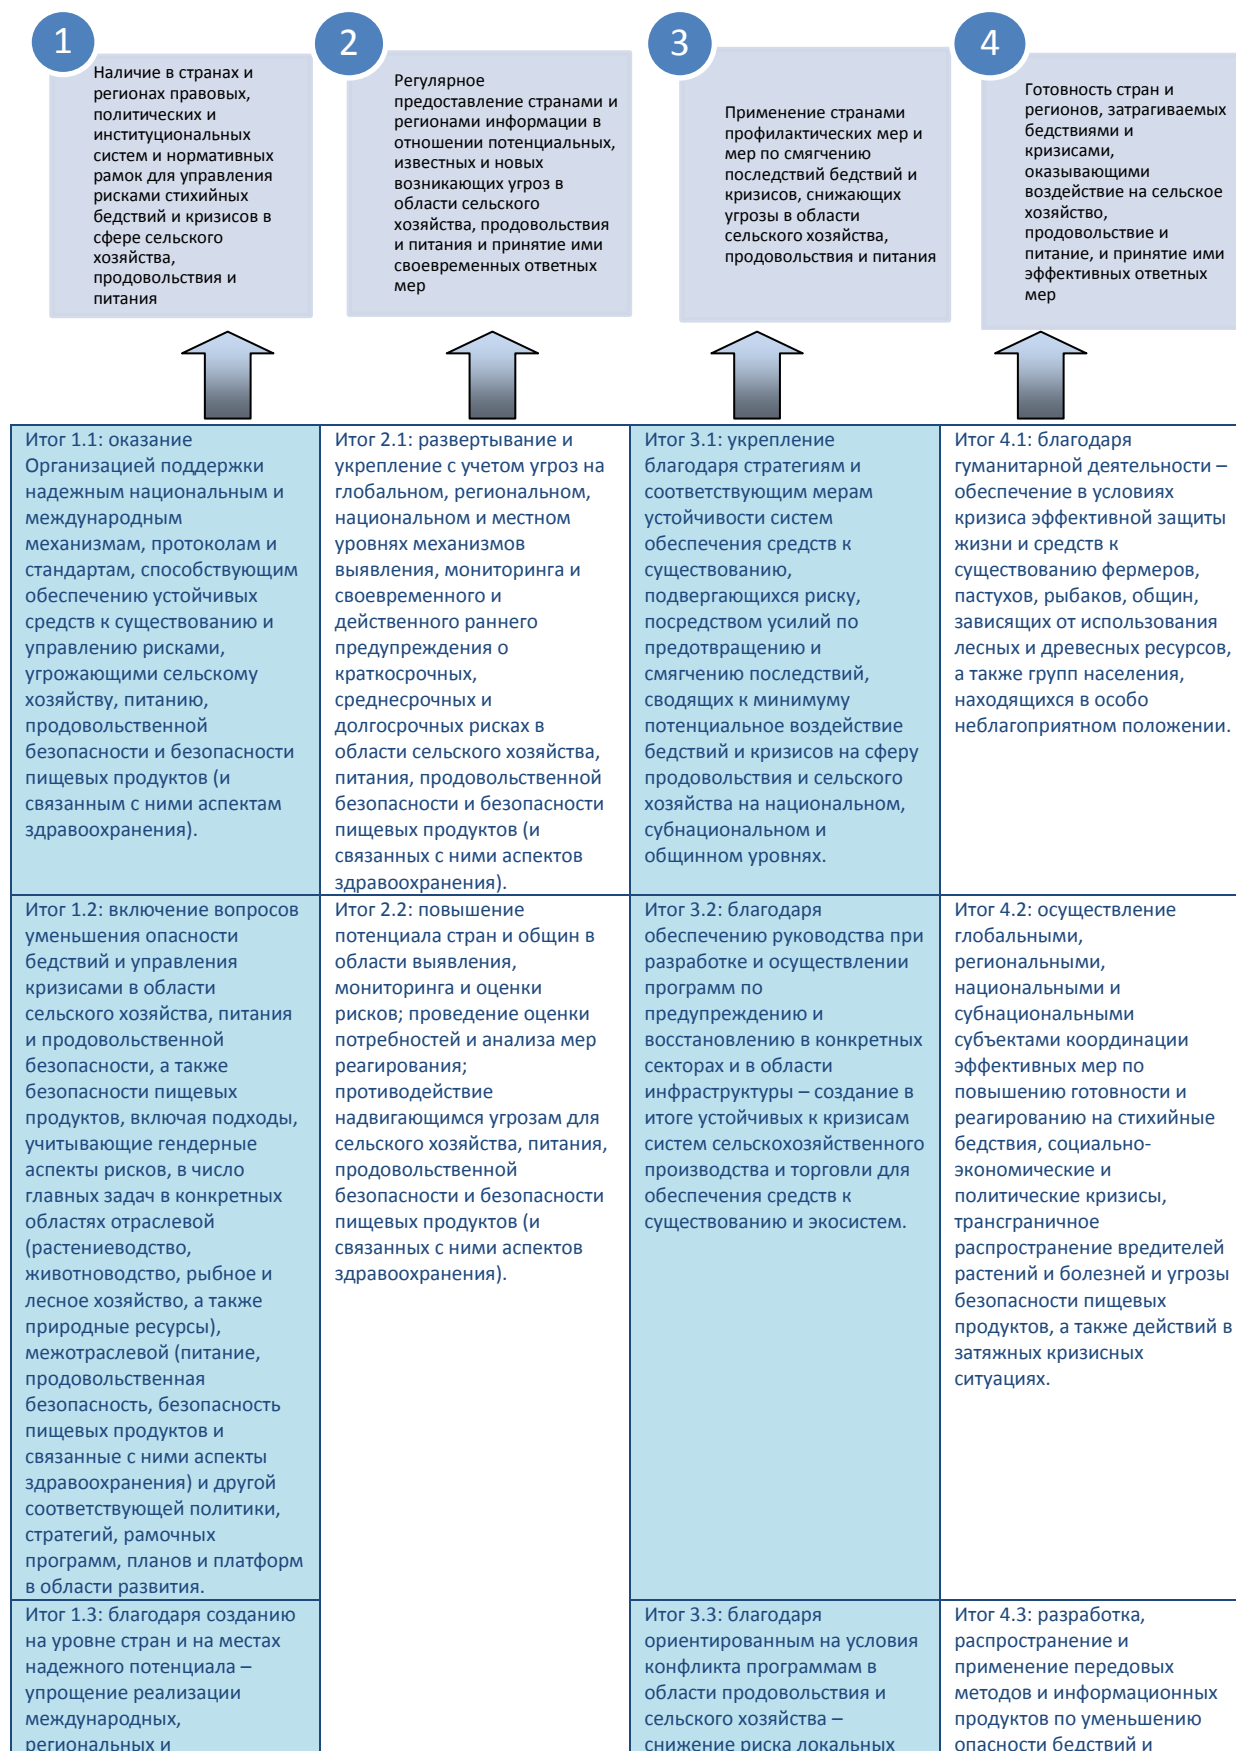 1
Наличие в странах и
регионах правовых,
политических и
институциональных
систем и нормативных
рамок для управления
рисками стихийных
бедствий и кризисов в
сфере сельского
хозяйства,
продовольствия и
питания
2
Регулярное
предоставление странами и
регионами информации в
отношении потенциальных,
известных и новых
возникающих угроз в
области сельского
хозяйства, продовольствия
и питания и принятие ими
своевременных ответных
мер
3
Применение странами
профилактических мер и
мер по смягчению
последствий бедствий и
кризисов, снижающих
угрозы в области
сельского хозяйства,
продовольствия и питания
4
Готовность стран и
регионов, затрагиваемых
бедствиями и
кризисами,
оказывающими
воздействие на сельское
хозяйство,
продовольствие и
питание, и принятие ими
эффективных ответных
мер
Итог 1.1: оказание
Организацией поддержки
надежным национальным и
международным
механизмам, протоколам и
стандартам, способствующим
обеспечению устойчивых
средств к существованию и
управлению рисками,
угрожающими сельскому
хозяйству, питанию,
продовольственной
безопасности и безопасности
пищевых продуктов (и
связанным с ними аспектам
здравоохранения).
Итог 2.1: развертывание и
укрепление с учетом угроз на
глобальном, региональном,
национальном и местном
уровнях механизмов
выявления, мониторинга и
своевременного и
действенного раннего
предупреждения о
краткосрочных,
среднесрочных и
долгосрочных рисках в
области сельского хозяйства,
питания, продовольственной
безопасности и безопасности
пищевых продуктов (и
связанных с ними аспектов
здравоохранения).
Итог 3.1: укрепление
благодаря стратегиям и
соответствующим мерам
устойчивости систем
обеспечения средств к
существованию,
подвергающихся риску,
посредством усилий по
предотвращению и
смягчению последствий,
сводящих к минимуму
потенциальное воздействие
бедствий и кризисов на сферу
продовольствия и сельского
хозяйства на национальном,
субнациональном и
общинном уровнях.
Итог 4.1: благодаря
гуманитарной деятельности –
обеспечение в условиях
кризиса эффективной защиты
жизни и средств к
существованию фермеров,
пастухов, рыбаков, общин,
зависящих от использования
лесных и древесных ресурсов,
а также групп населения,
находящихся в особо
неблагоприятном положении.
Итог 1.2: включение вопросов
уменьшения опасности
бедствий и управления
кризисами в области
сельского хозяйства, питания
и продовольственной
безопасности, а также
безопасности пищевых
продуктов, включая подходы,
учитывающие гендерные
аспекты рисков, в число
главных задач в конкретных
областях отраслевой
(растениеводство,
животноводство, рыбное и
лесное хозяйство, а также
природные ресурсы),
межотраслевой (питание,
продовольственная
безопасность, безопасность
пищевых продуктов и
связанные с ними аспекты
здравоохранения) и другой
соответствующей политики,
стратегий, рамочных
программ, планов и платформ
в области развития.
Итог 2.2: повышение
потенциала стран и общин в
области выявления,
мониторинга и оценки
рисков; проведение оценки
потребностей и анализа мер
реагирования;
противодействие
надвигающимся угрозам для
сельского хозяйства, питания,
продовольственной
безопасности и безопасности
пищевых продуктов (и
связанных с ними аспектов
здравоохранения).
Итог 3.2: благодаря
обеспечению руководства при
разработке и осуществлении
программ по
предупреждению и
восстановлению в конкретных
секторах и в области
инфраструктуры – создание в
итоге устойчивых к кризисам
систем сельскохозяйственного
производства и торговли для
обеспечения средств к
существованию и экосистем.
Итог 4.2: осуществление
глобальными,
региональными,
национальными и
субнациональными
субъектами координации
эффективных мер по
повышению готовности и
реагированию на стихийные
бедствия, социально-
экономические и
политические кризисы,
трансграничное
распространение вредителей
растений и болезней и угрозы
безопасности пищевых
продуктов, а также действий в
затяжных кризисных
ситуациях.
Итог 1.3: благодаря созданию
на уровне стран и на местах
надежного потенциала –
упрощение реализации
международных,
региональных и
Итог 3.3: благодаря
ориентированным на условия
конфликта программам в
области продовольствия и
сельского хозяйства –
снижение риска локальных
Итог 4.3: разработка,
распространение и
применение передовых
методов и информационных
продуктов по уменьшению
опасности бедствий и